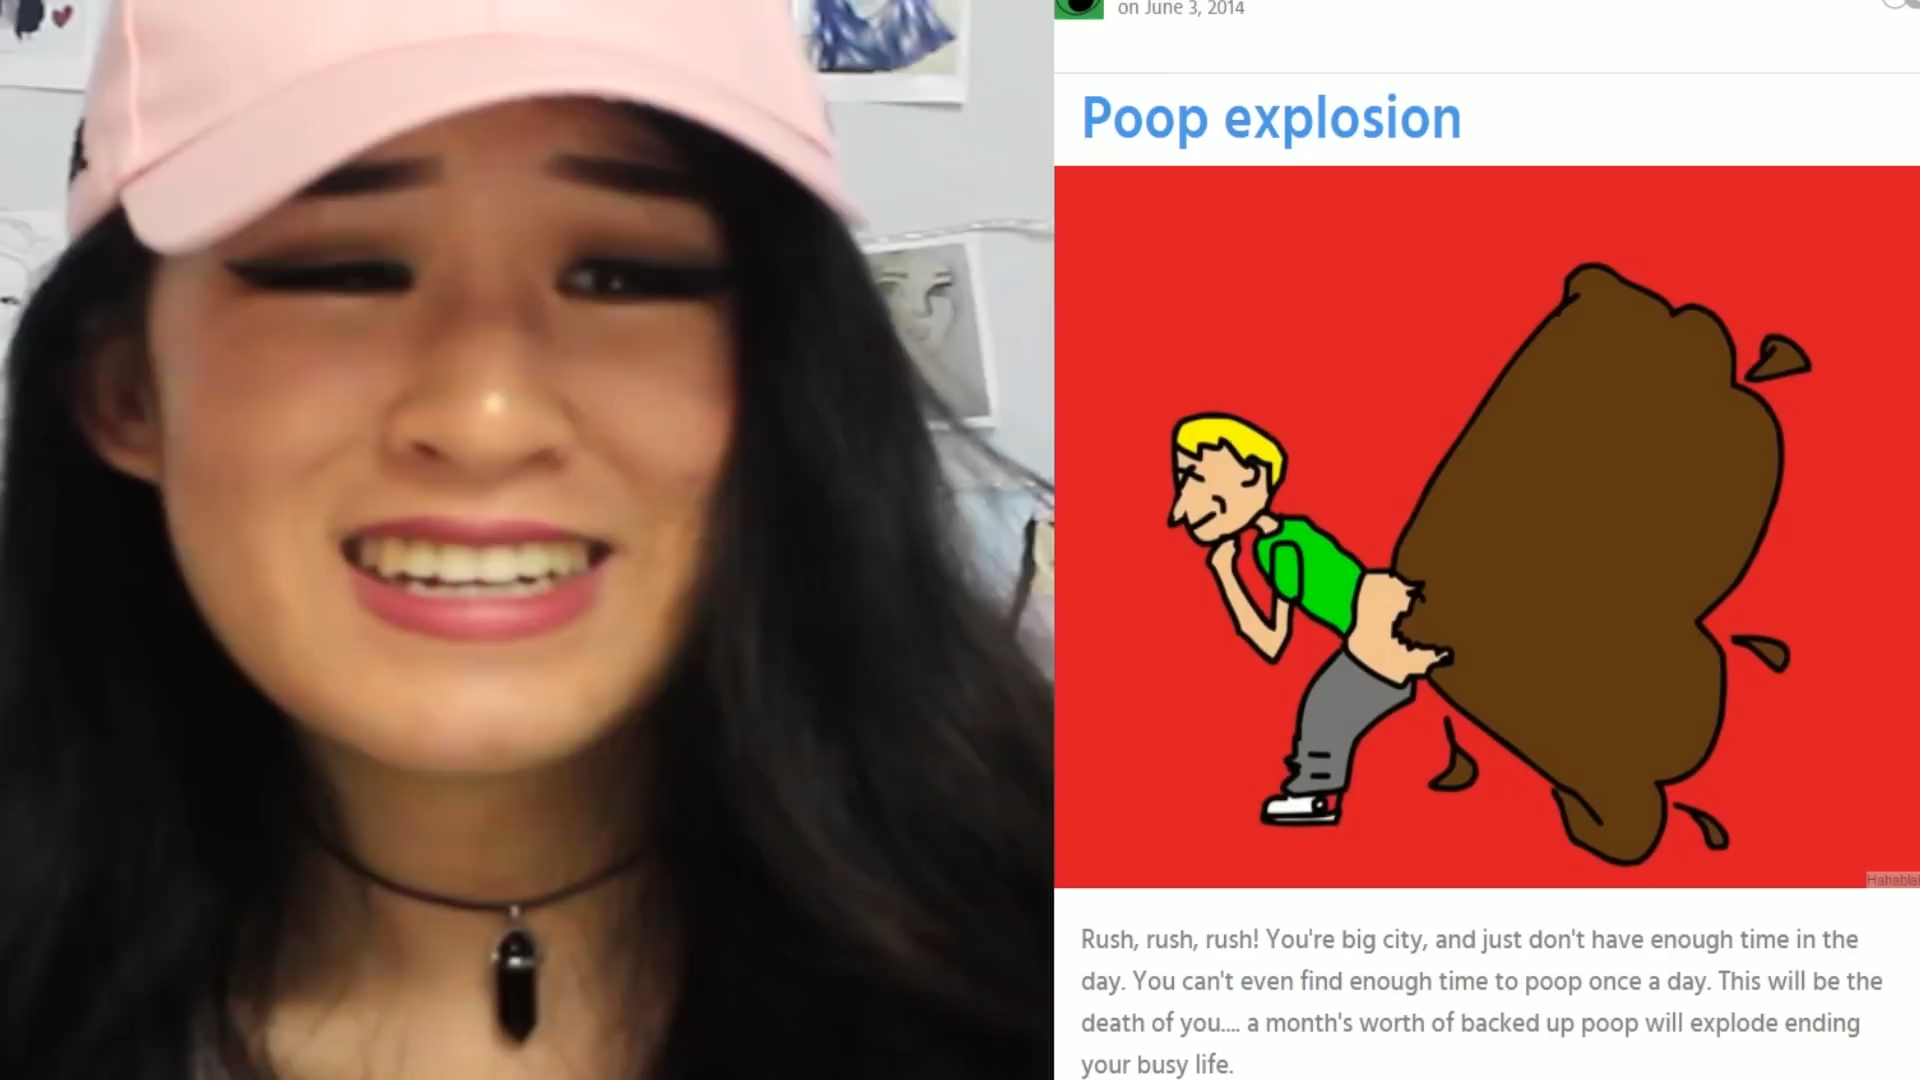 on June 3, 2014
Poop explosion
Rush, rush, rush! You're big city, and just don't have enough time in the
day. You can't even find enough time to poop once a day. This will be the
death of you.... a month's worth of backed up poop will explode ending
your busy life.